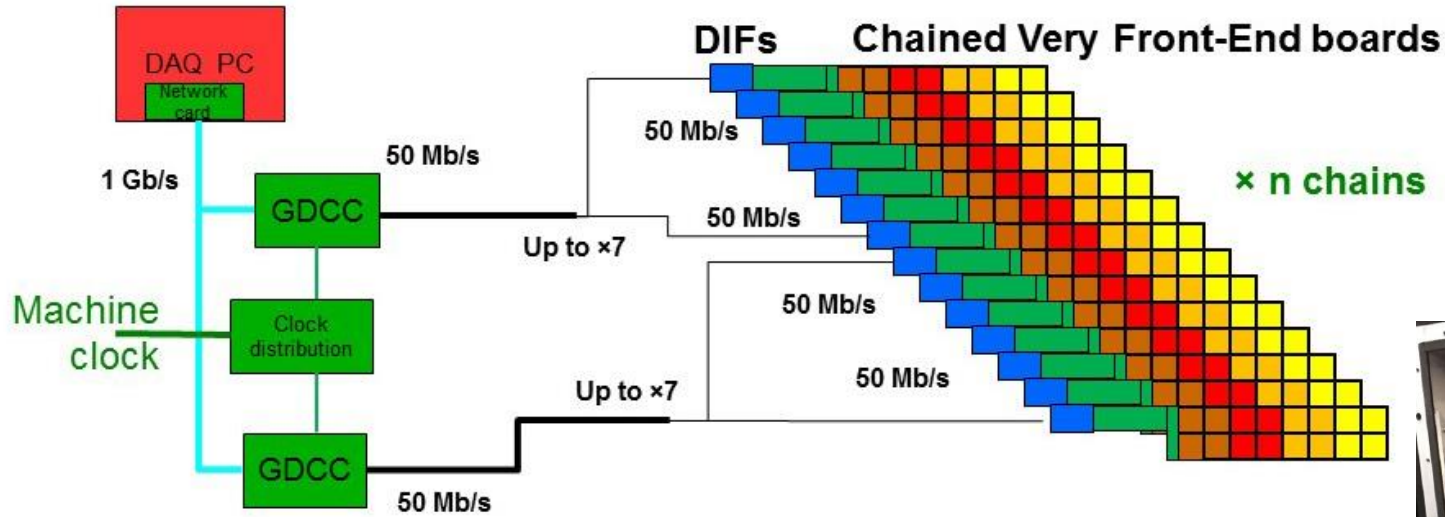 DIFs
Chained Very Front-End boards
DAQ PC
Network
card
50 Mb/s
50 Mb/s
1 Gb/s
GDCC
× n chains
50 Mb/s
Up to ×7
Machine
clock
Clock
distribution
50 Mb/s
50 Mb/s
Up to ×7
GDCC
50 Mb/s